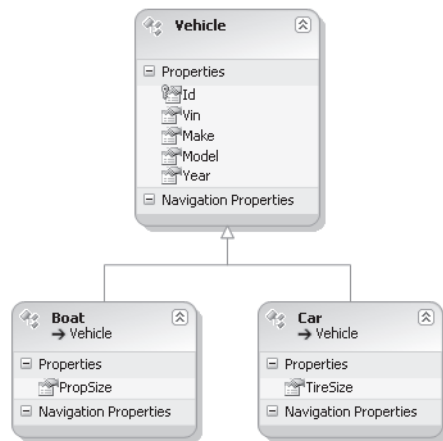 Vehicle
Properties
Id
Vin
Make
Model
Year
Navigation Properties
Boat
→ Vehicle
Properties
PropSize
Navigation Properties
Car
→ Vehicle
Properties
TireSize
Navigation Properties